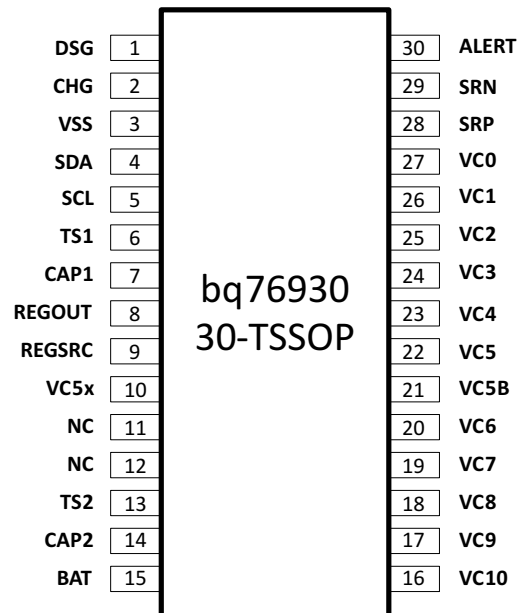 DSG 1 30 ALERT
CHG 2 29 SRN
VSS 3 28 SRP
SDA 4 27 VC0
SCL 5 26 VC1
TS1 6 25 VC2
CAP1 7 24 VC3
bq76930
REGOUT 8 23 VC4
30-TSSOP
REGSRC 9 22 VC5
VC5x 10 21 VC5B
NC 11 20 VC6
NC 12 19 VC7
TS2 13 18 VC8
CAP2 14 17 VC9
BAT 15 16 VC10